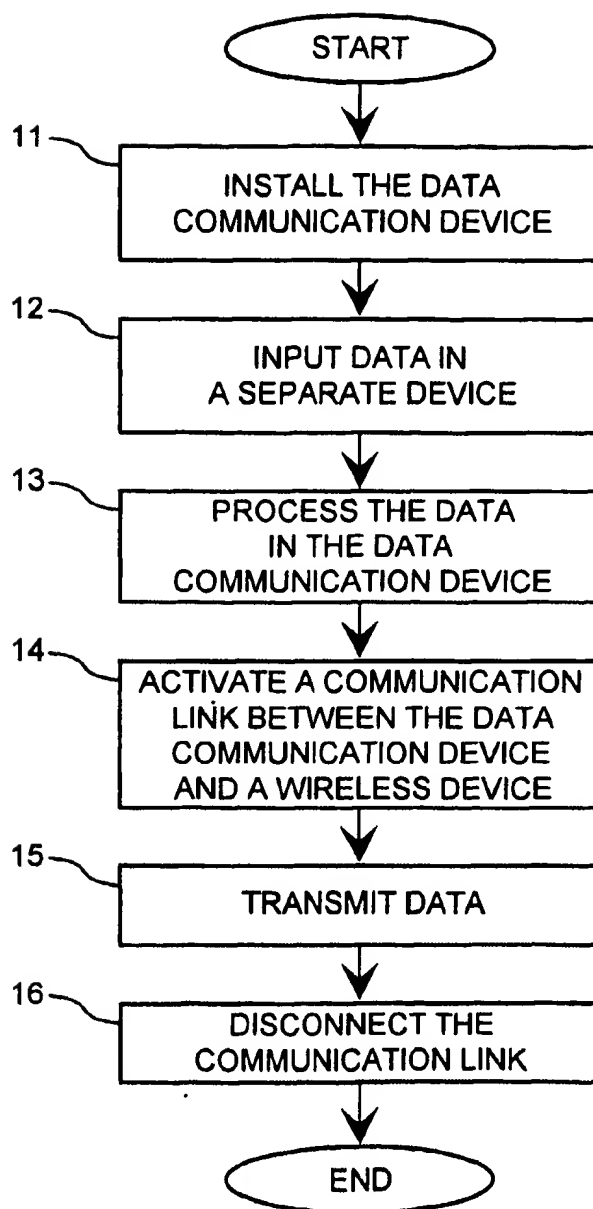 START
11
INSTALL THE DATA
COMMUNICATION DEVICE
12
INPUT DATA IN
A SEPARATE DEVICE
13
PROCESS THE DATA
IN THE DATA
COMMUNICATION DEVICE
14
ACTIVATE A COMMUNICATION
LINK BETWEEN THE DATA
COMMUNICATION DEVICE
AND A WIRELESS DEVICE
15
TRANSMIT DATA
16
DISCONNECT THE
COMMUNICATION LINK
END